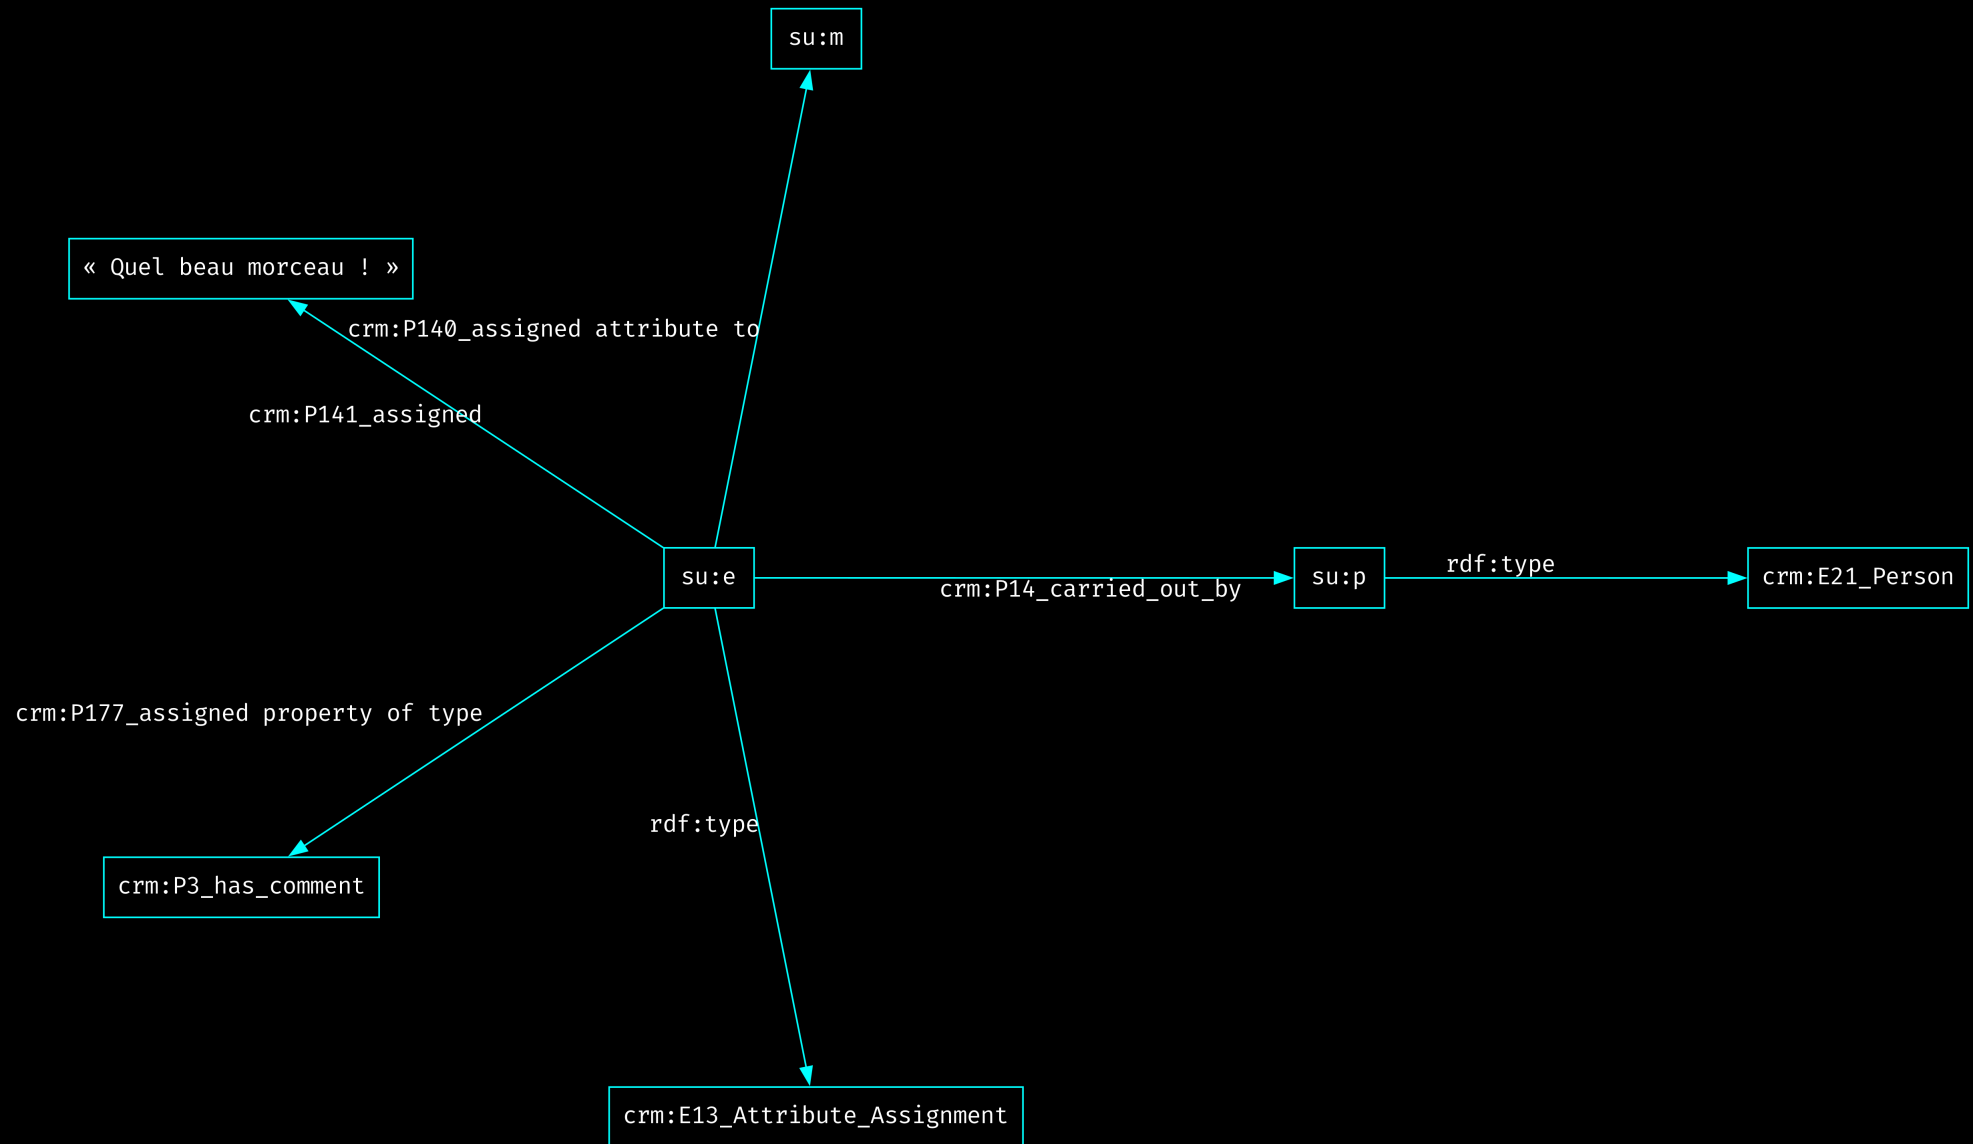 su:m
« Quel beau morceau ! »
crm:P140_assigned attribute to
crm:P141_assigned
su:e
crm:P14_carried_out_by
su:p
rdf:type
crm:E21_Person
crm:P177_assigned property of type
rdf:type
crm:P3_has_comment
crm:E13_Attribute_Assignment